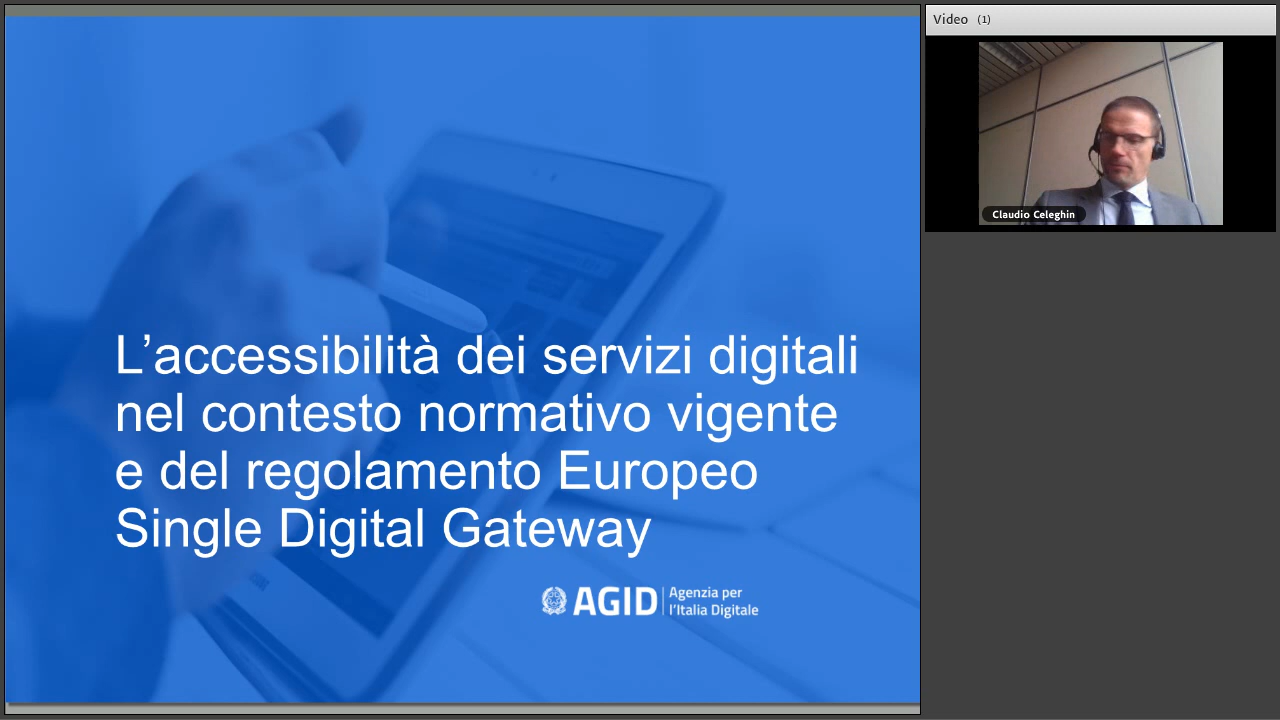 L’accessibilità dei servizi digitali
nel contesto normativo vigente
e del regolamento Europeo
Single Digital Gateway
AGID
Agenzia per
l’Italia Digitale
Video (1)
Claudio Celeghin